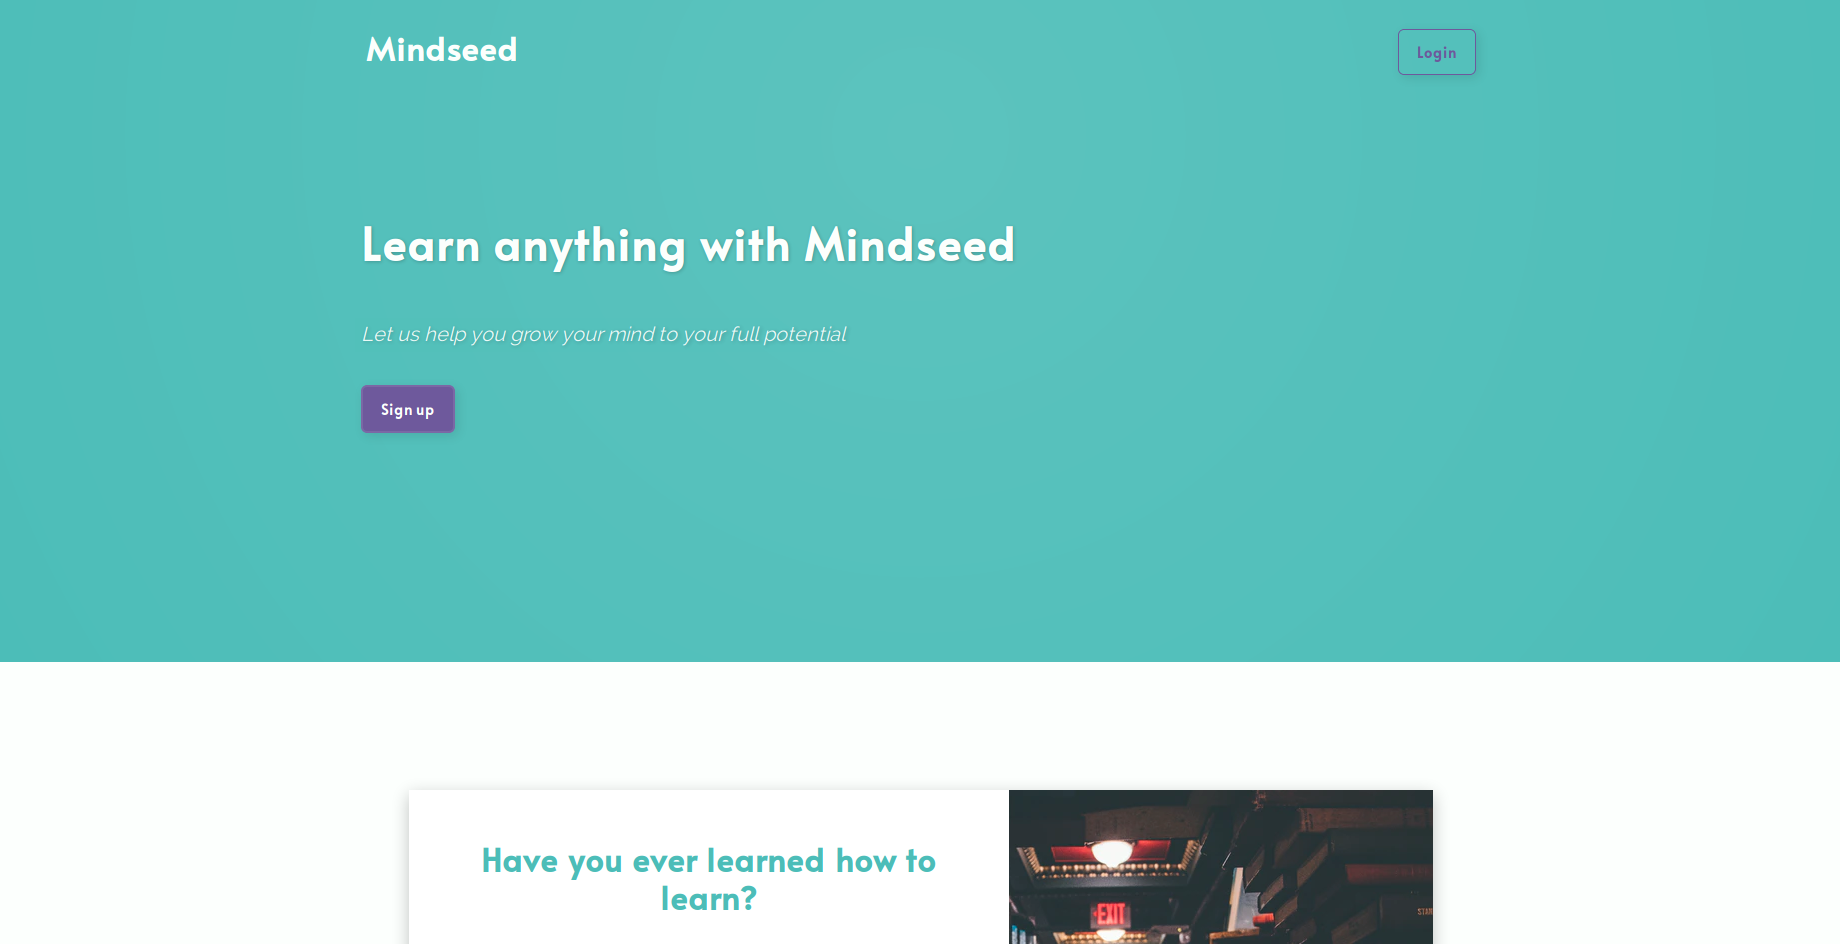 Mindseed
Login
Learn anything with Mindseed
Let us help you grow your mind to your full potential
Sign up
Have you ever learned how to
learn?
EXIT